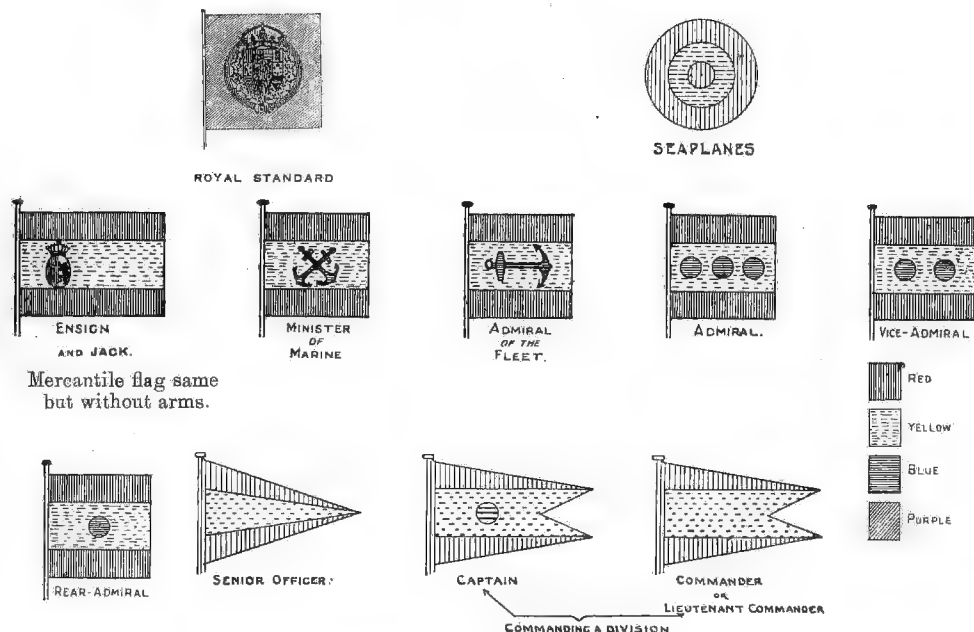 ROYAL STANDARD
SEAPLANES
ENSIGN
AND JACK.
Mercantile flag same
but without arms.
MINISTER
OF
MARINE
ADMIRAL
OF THE
FLEET.
ADMIRAL.
VICE-ADMIRAL
RED
YELLOW
BLUE
PURPLE
REAR-ADMIRAL
SENIOR OFFICER.
CAPTAIN
COMMANDER
OR
LIEUTENANT COMMANDER
COMMANDING A DIVISION